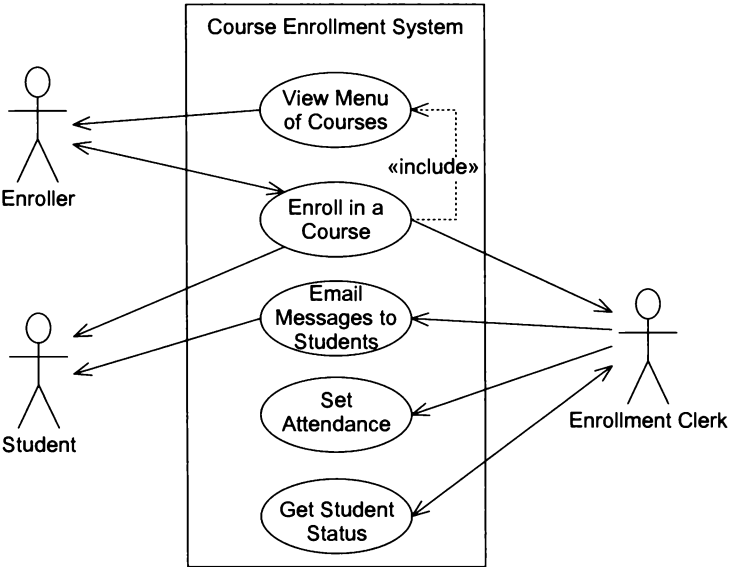 Course Enrollment System
View Menu
of Courses
«include»
Enroller
Enroll in a
Course
Email
Messages to
Students
Set
Attendance
Enrollment Clerk
Student
Get Student
Status